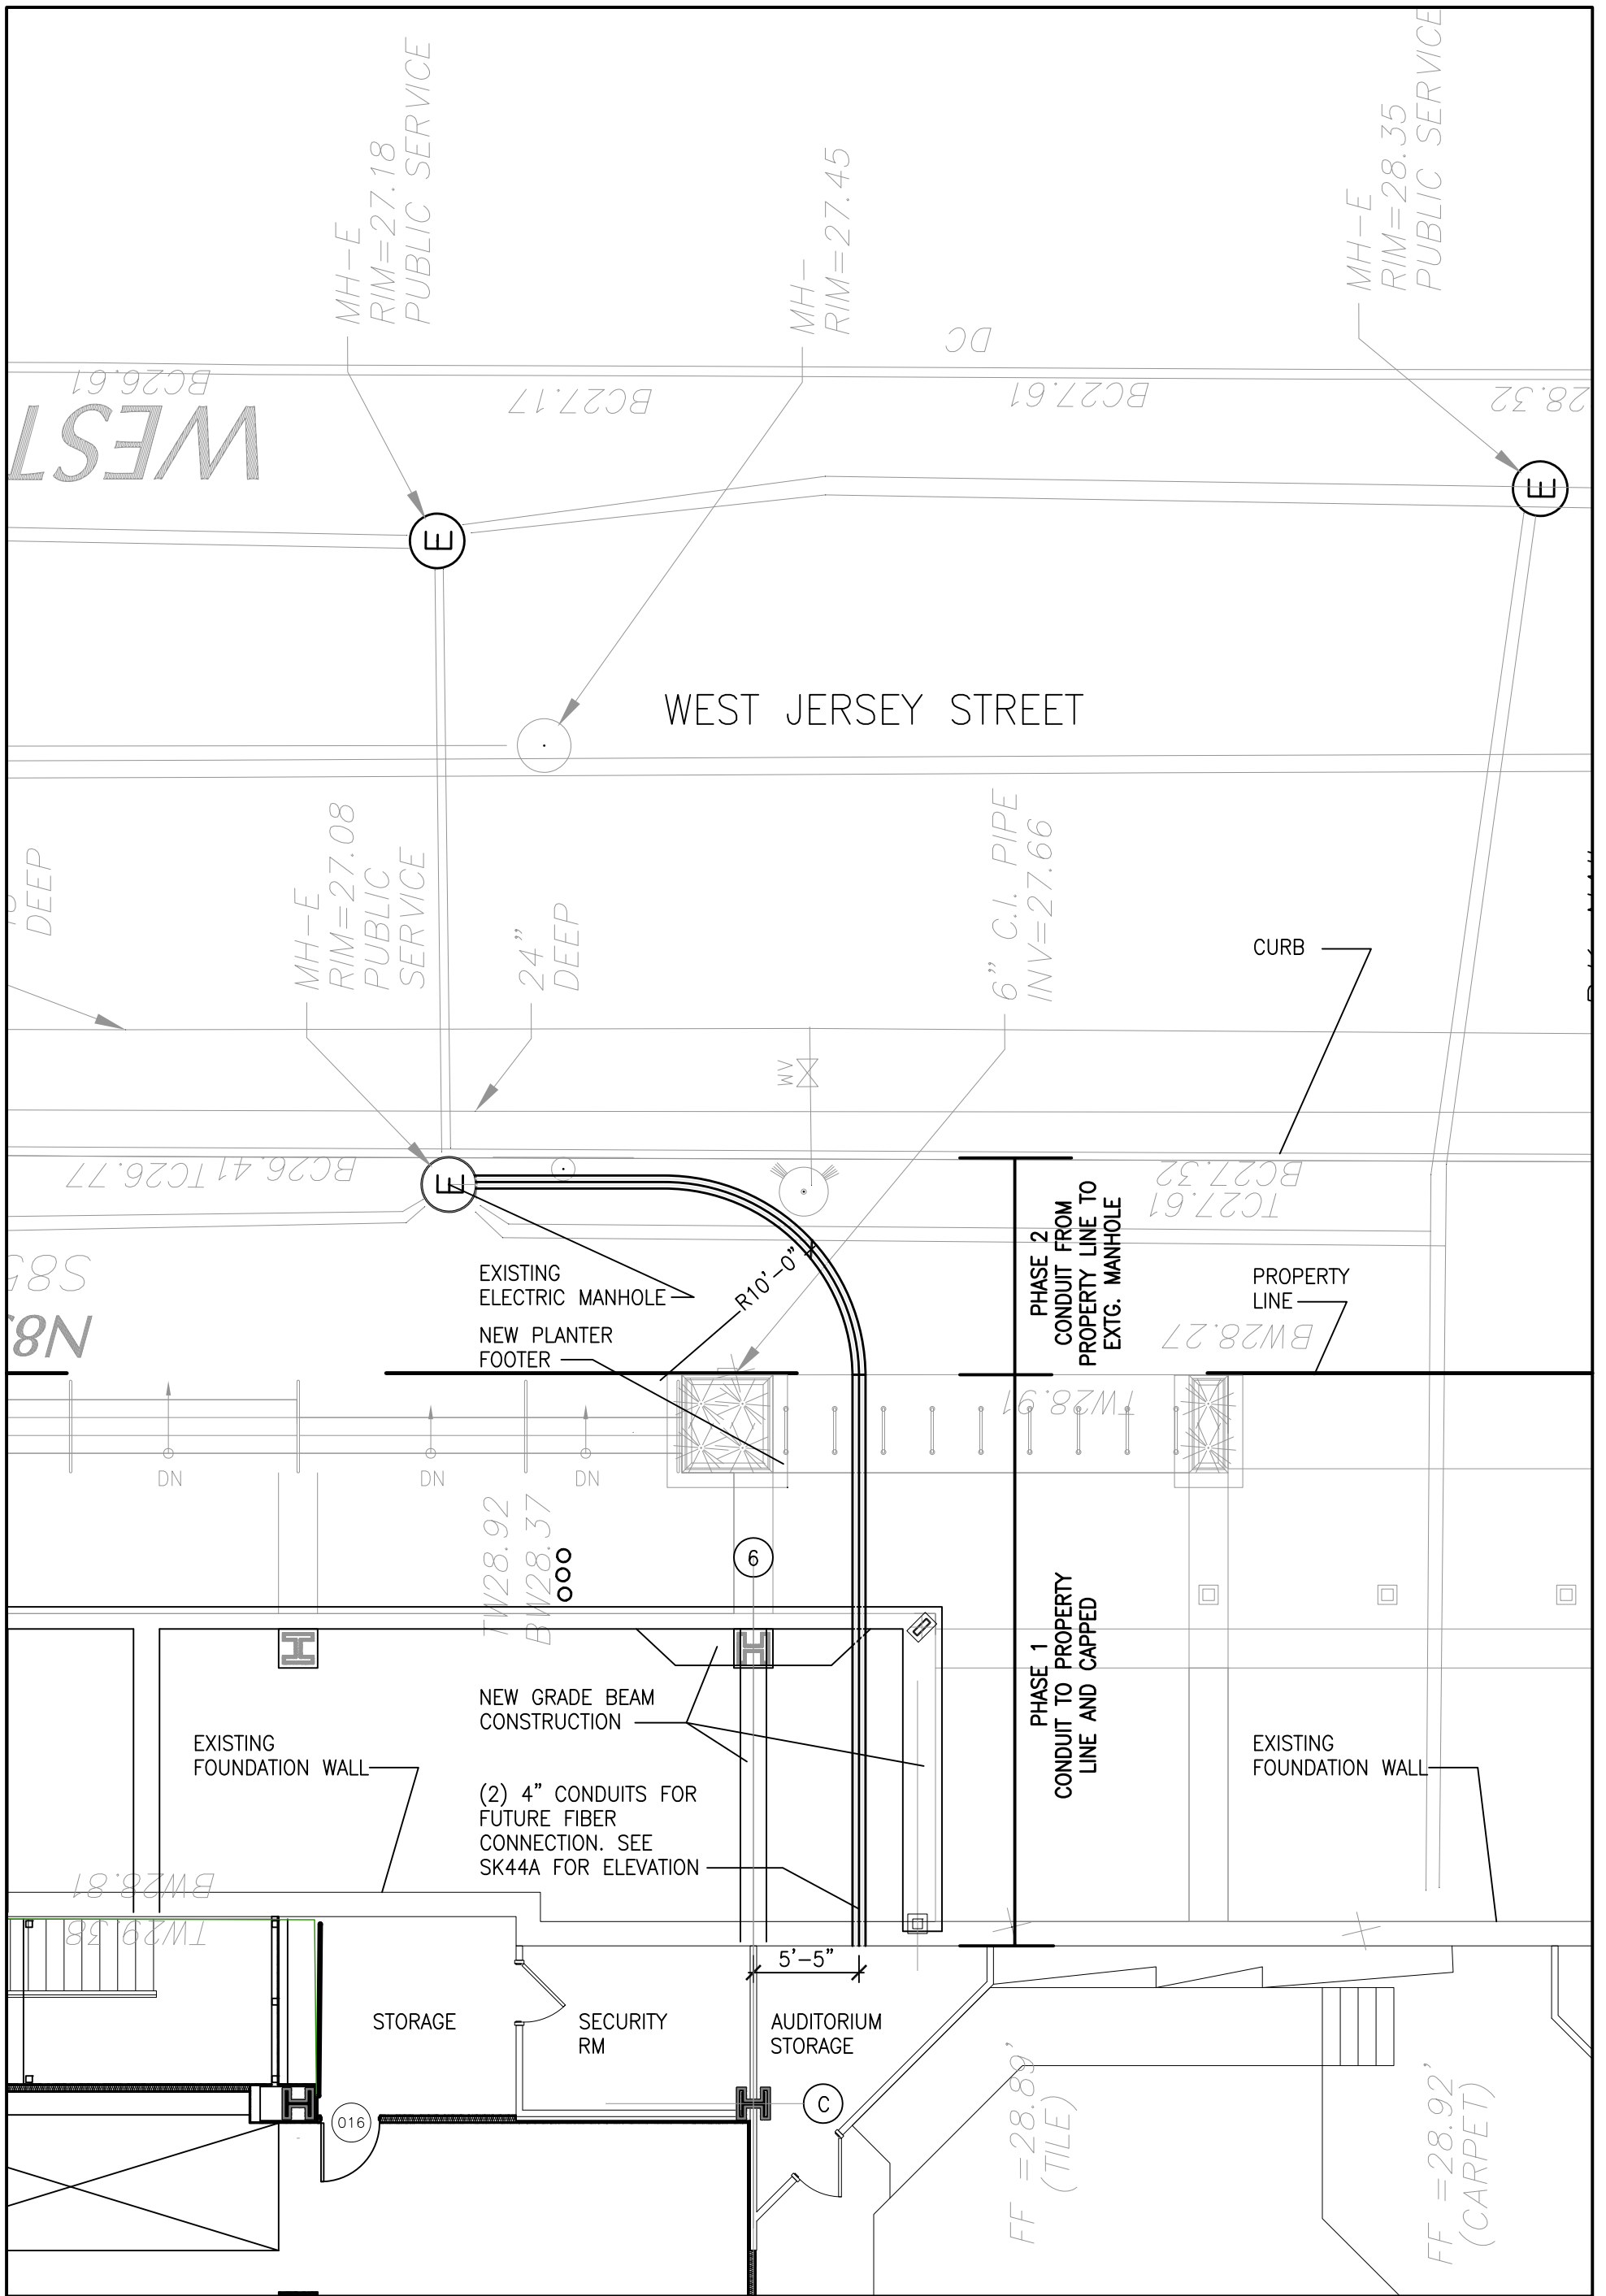 MH-E
RIM=27.18
PUBLIC SERVICE
MH-
RIM=27.45
MH-E
RIM=28.35
PUBLIC SERVICE
DC
BC26.61
BC27.17
BC27.61
28.32
WEST
E
E
WEST JERSEY STREET
DEEP
MH-E
RIM=27.08
PUBLIC
SERVICE
24"
DEEP
6" C.I. PIPE
INV=27.66
CURB
WV
BC26.41
TC26.77
E
BC27.32
TC27.61
S85
N8
EXISTING
ELECTRIC MANHOLE
R10'-0"
NEW PLANTER
FOOTER
PHASE 2
CONDUIT FROM
PROPERTY LINE TO
EXTG. MANHOLE
PROPERTY
LINE
BW28.27
TW28.91
DN
DN
DN
TW28.92
BW28.37
6
PHASE 1
CONDUIT TO PROPERTY
LINE AND CAPPED
NEW GRADE BEAM
CONSTRUCTION
EXISTING
FOUNDATION WALL
EXISTING
FOUNDATION WALL
(2) 4" CONDUITS FOR
FUTURE FIBER
CONNECTION. SEE
SK44A FOR ELEVATION
BW28.81
TW29.38
5'-5"
STORAGE
SECURITY
RM
AUDITORIUM
STORAGE
C
016
FF =28.89'
(TILE)
FF =28.92'
(CARPET)